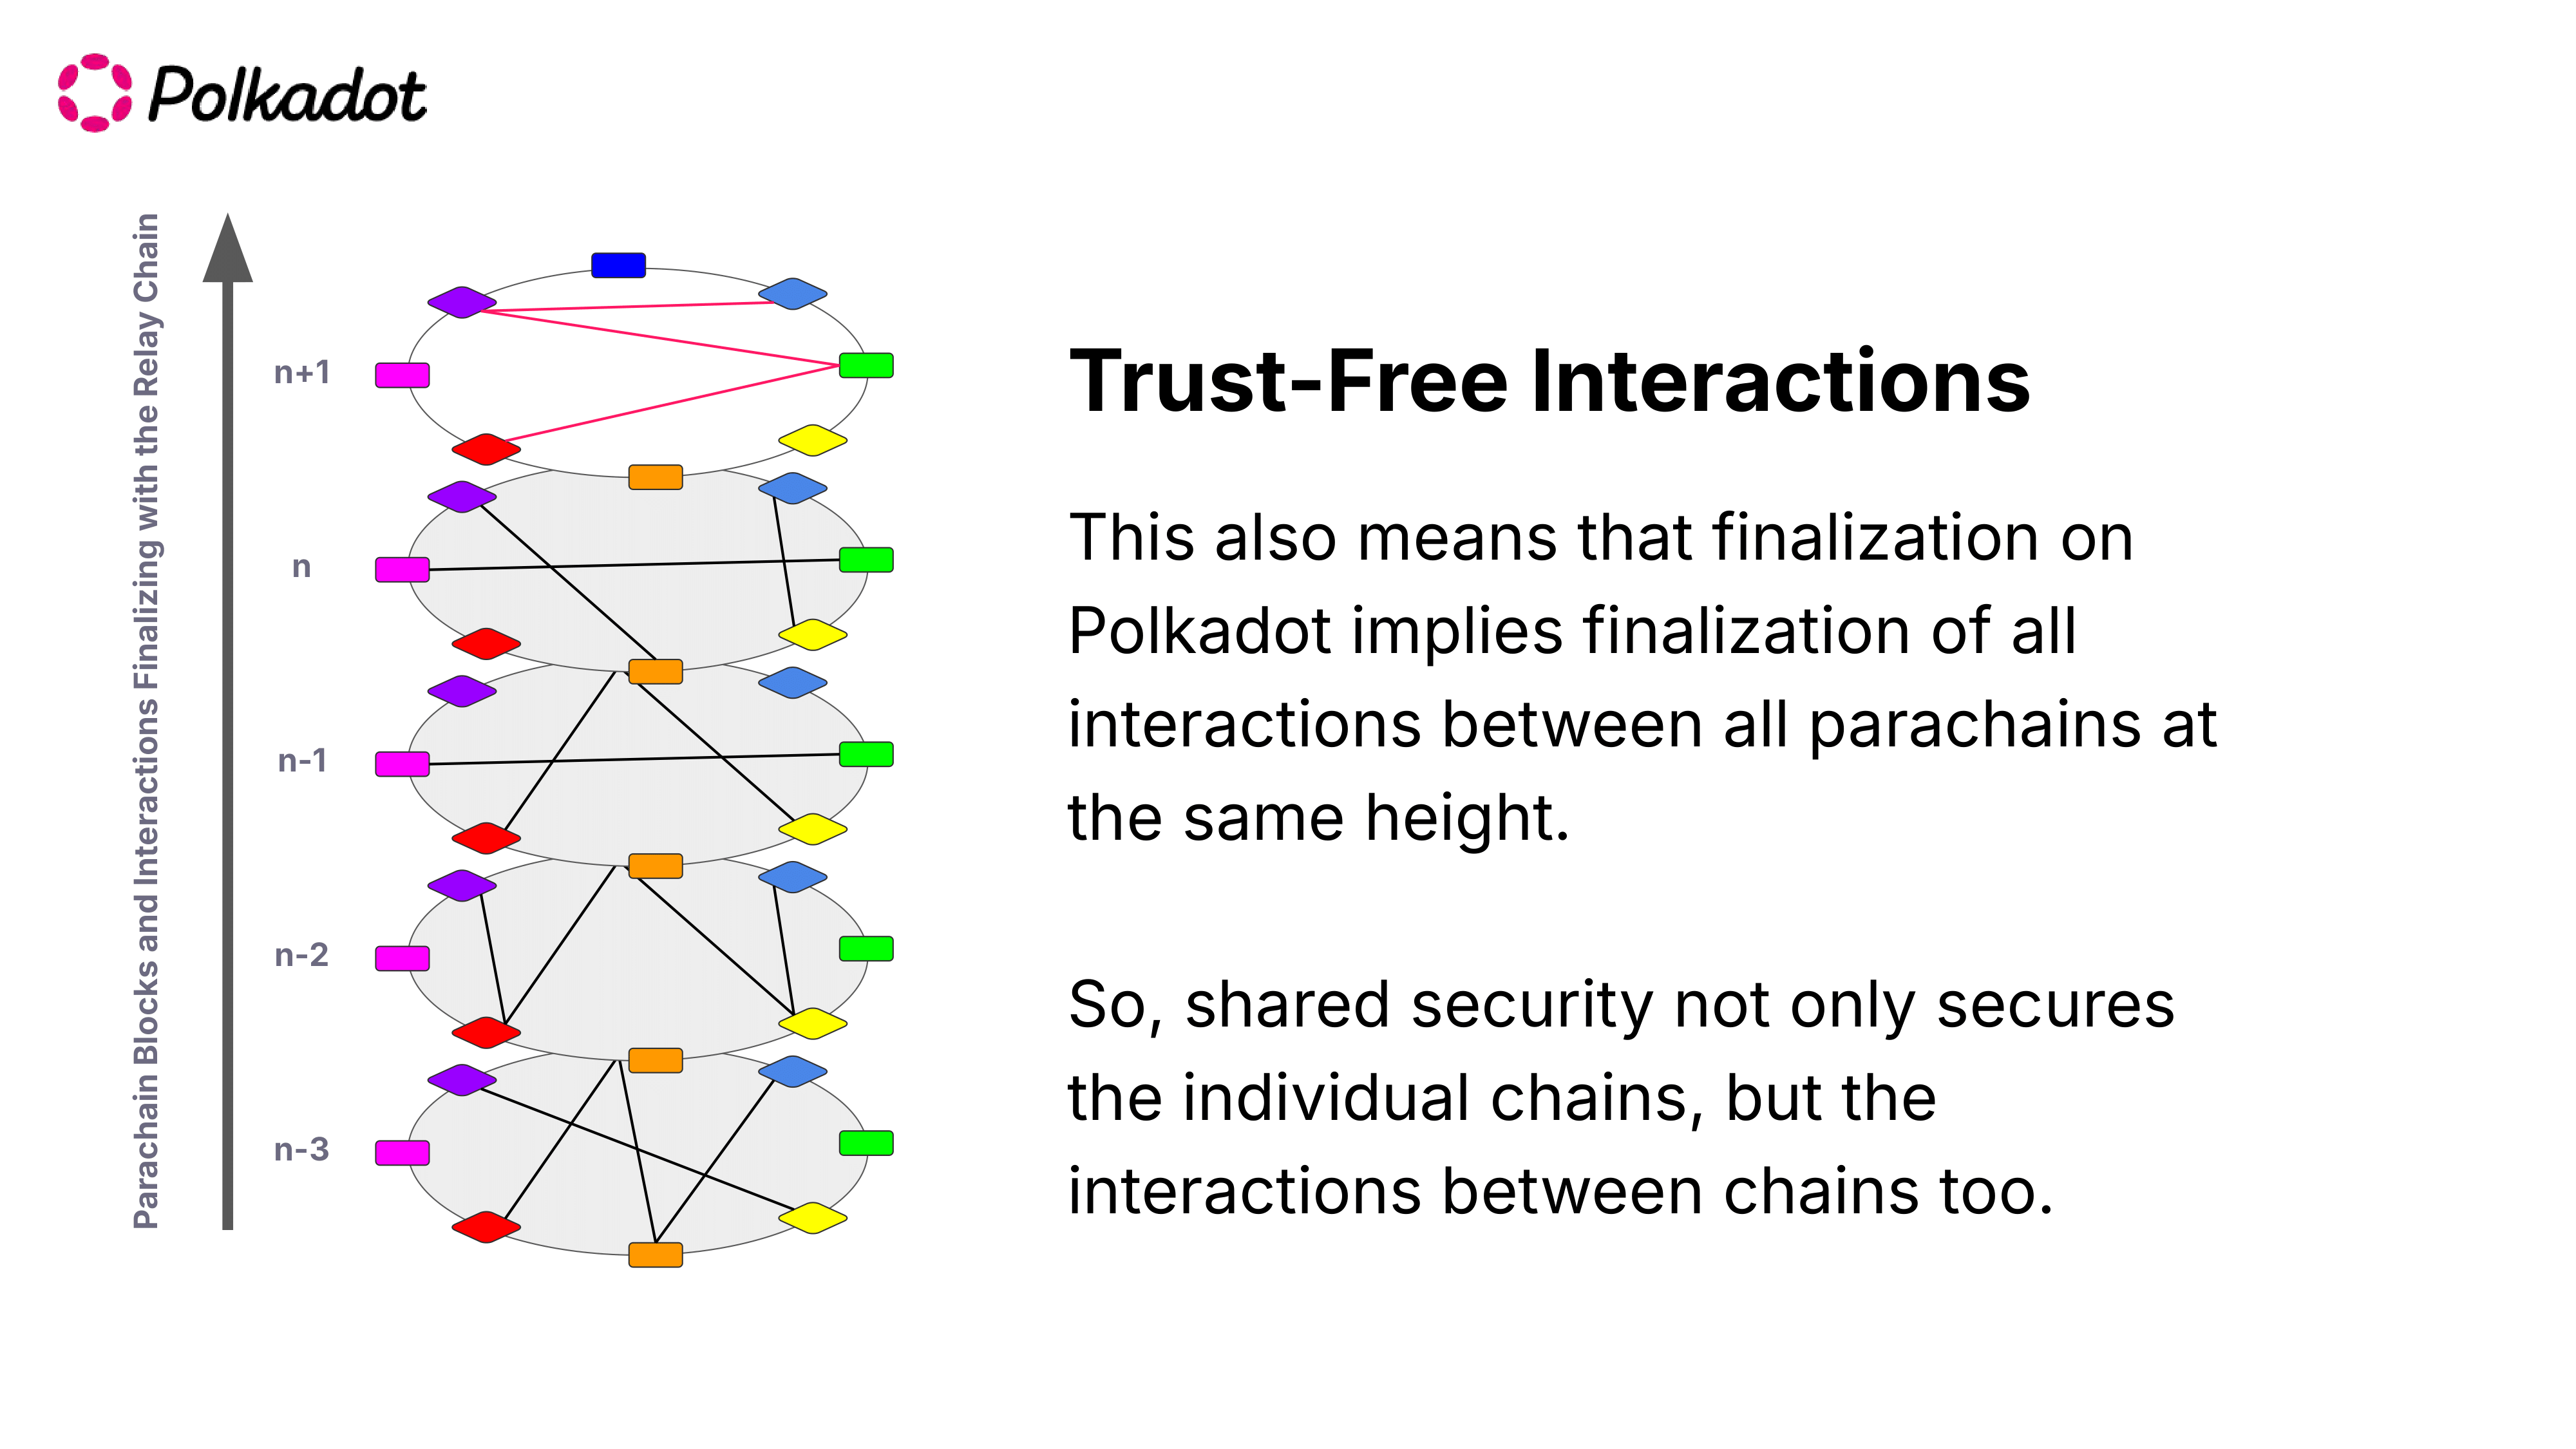 Polkadot
Parachain Blocks and Interactions Finalizing with the Relay Chain
n+1
n
n-1
n-2
n-3
Trust-Free Interactions
This also means that finalization on
Polkadot implies finalization of all
interactions between all parachains at
the same height.
So, shared security not only secures
the individual chains, but the
interactions between chains too.